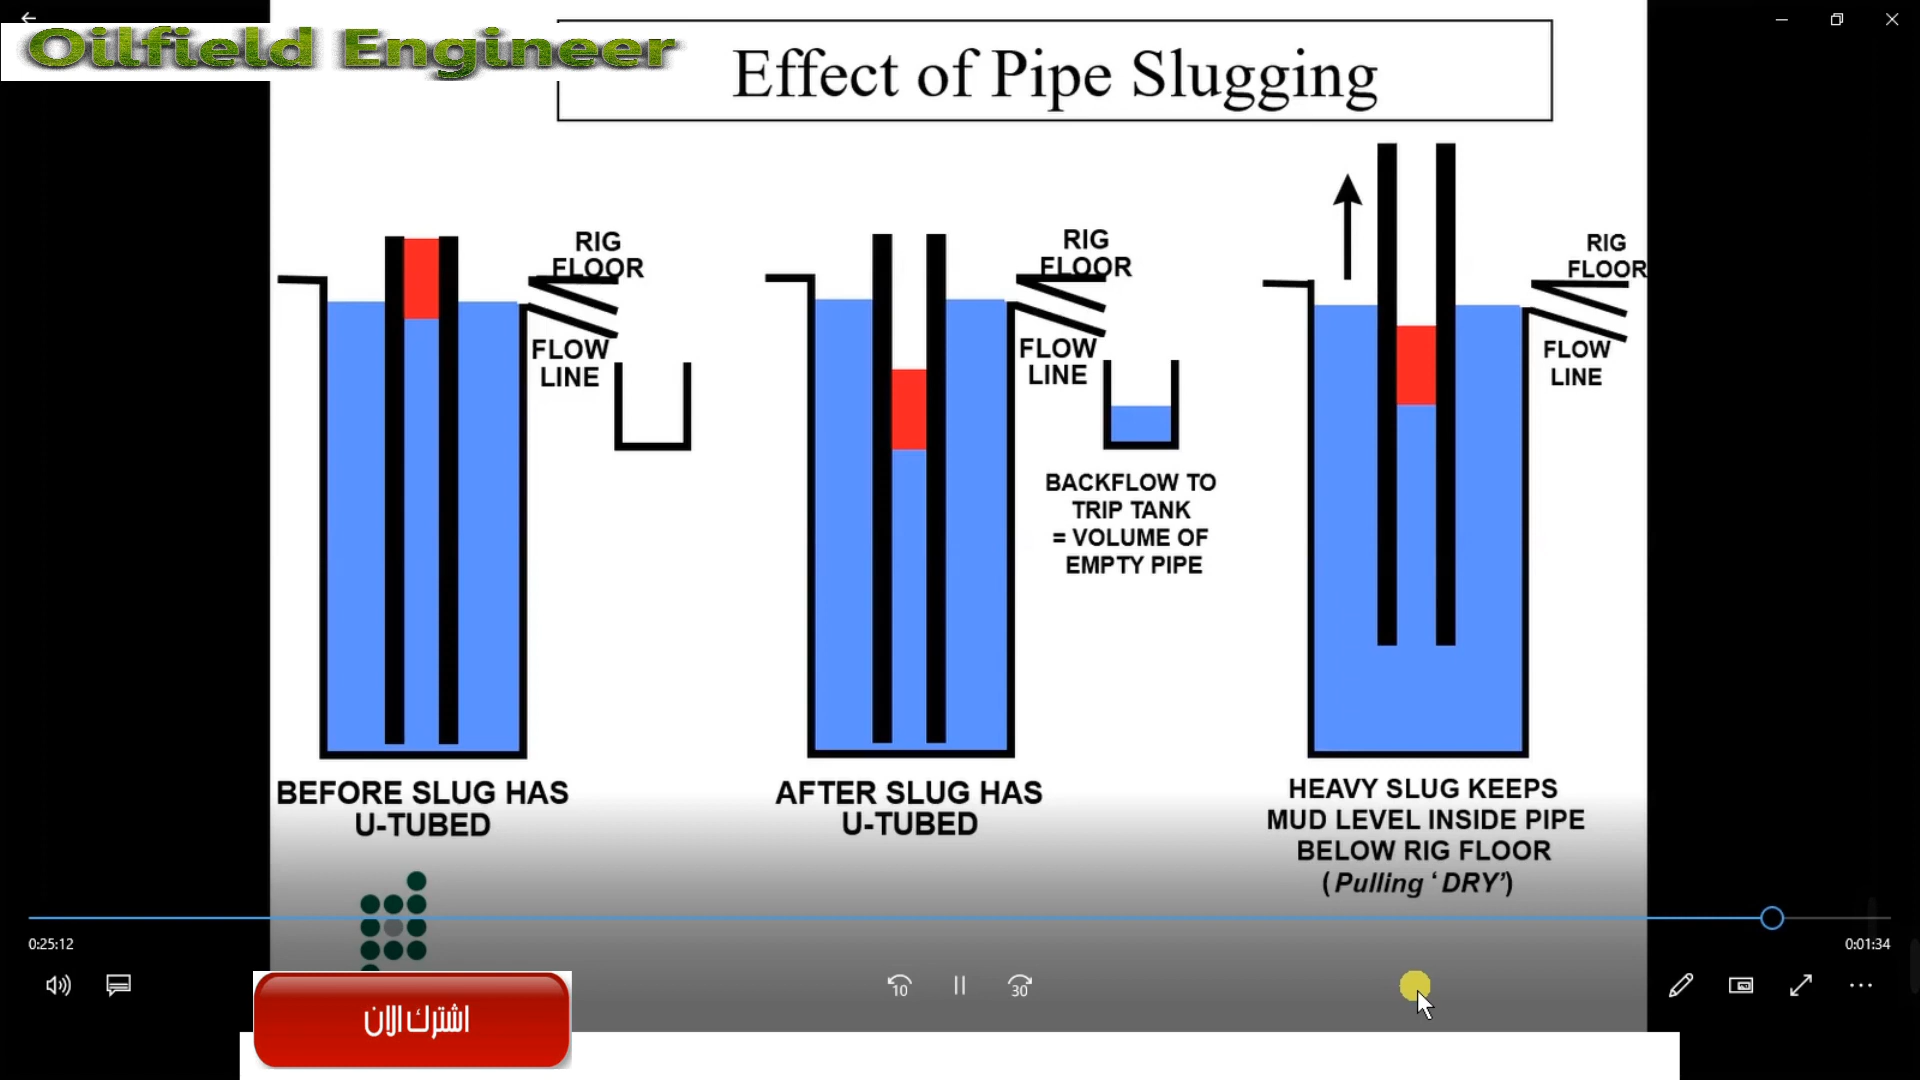 Oilfield Engineer
Effect of Pipe Slugging
RIG
FLOOR
FLOW
LINE
BEFORE SLUG HAS
U-TUBED
RIG
FLOOR
FLOW
LINE
BACKFLOW TO
TRIP TANK
= VOLUME OF
EMPTY PIPE
AFTER SLUG HAS
U-TUBED
RIG
FLOOR
FLOW
LINE
HEAVY SLUG KEEPS
MUD LEVEL INSIDE PIPE
BELOW RIG FLOOR
(Pulling ‘ DRY’)
0:25:12
0:01:34
10
30
اشترك الان